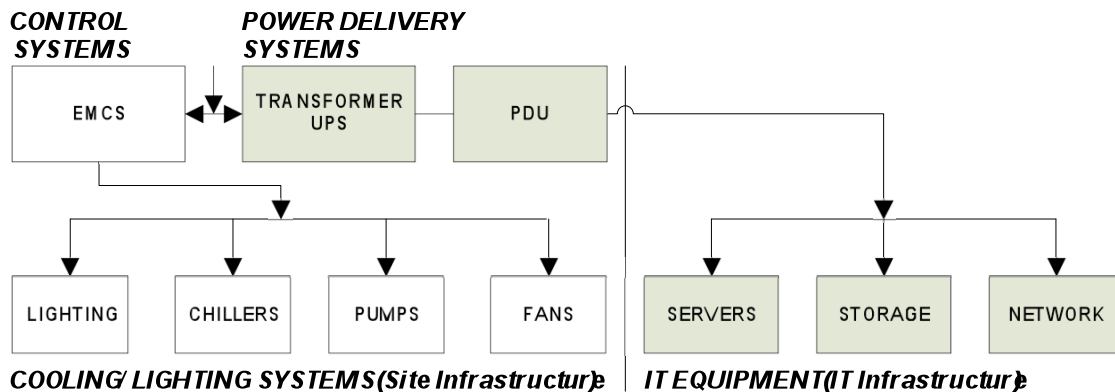 CONTROL
SYSTEMS
POWER DELIVERY
SYSTEMS
EMCS
TRANSFORMER
UPS
PDU
LIGHTING
CHILLERS
PUMPS
FANS
SERVERS
STORAGE
NETWORK
COOLING/ LIGHTING SYSTEMS(Site Infrastructure)
IT EQUIPMENT(IT Infrastructure)